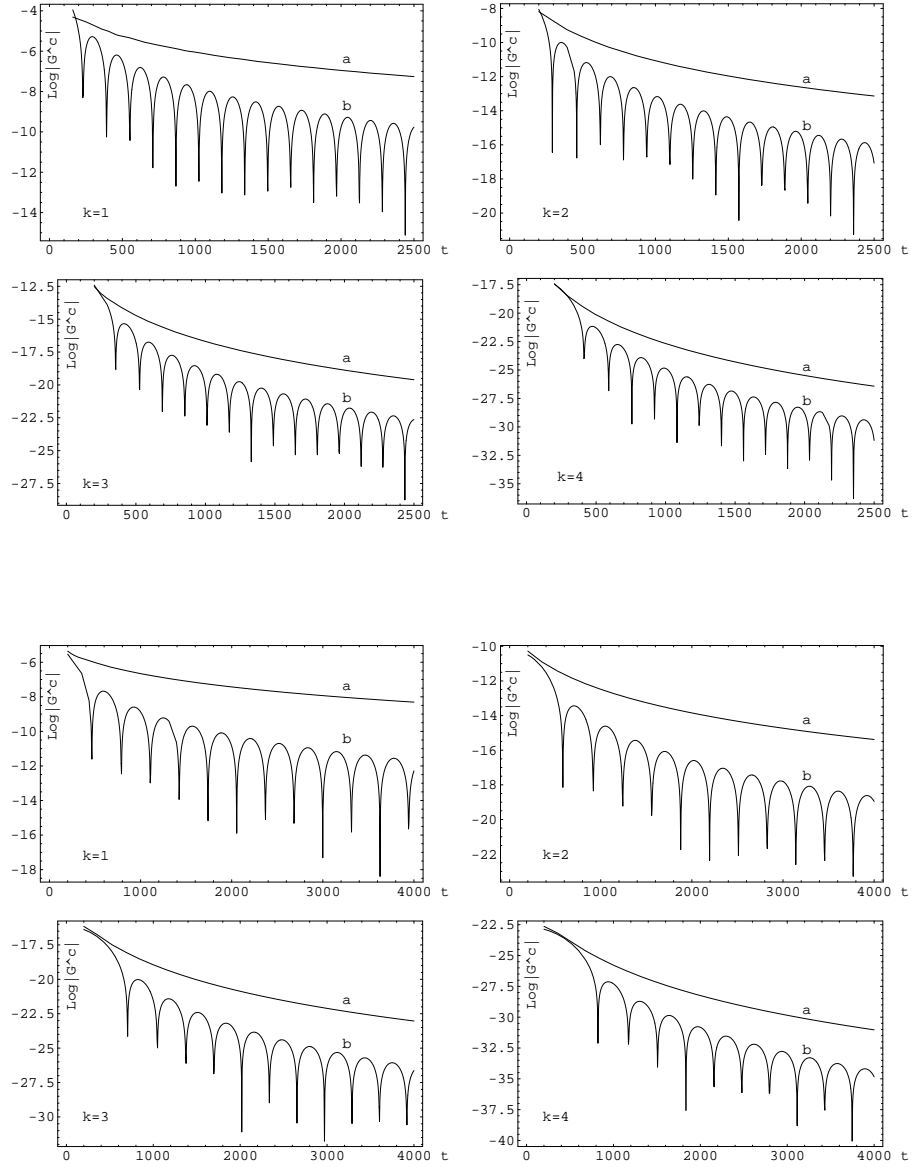 -4
-6
-8
-10
-14
Log|G^c|
a
b
k=1
0 500 1000 1500 2000 2500 t
-8
-10
-12
-14
-16
-18
-20
Log|G^c|
a
b
k=2
0 500 1000 1500 2000 2500 t
-12.5
-15
-17.5
-20
-22.5
-25
-27.5
Log|G^c|
a
b
k=3
0 500 1000 1500 2000 2500 t
-17.5
-20
-22.5
-25
-27.5
-30
-32.5
-35
Log|G^c|
a
b
k=4
0 500 1000 1500 2000 2500 t
-6
-8
-10
-12
-14
-16
-18
Log|G^c|
a
b
k=1
0 1000 2000 3000 4000 t
-10
-12
-14
-16
-18
-20
-22
Log|G^c|
a
b
k=2
0 1000 2000 3000 4000 t
-17.5
-20
-22.5
-25
-27.5
-30
Log|G^c|
a
b
k=3
0 1000 2000 3000 4000 t
-22.5
-25
-27.5
-30
-32.5
-35
-37.5
-40
Log|G^c|
a
b
k=4
0 1000 2000 3000 4000 t